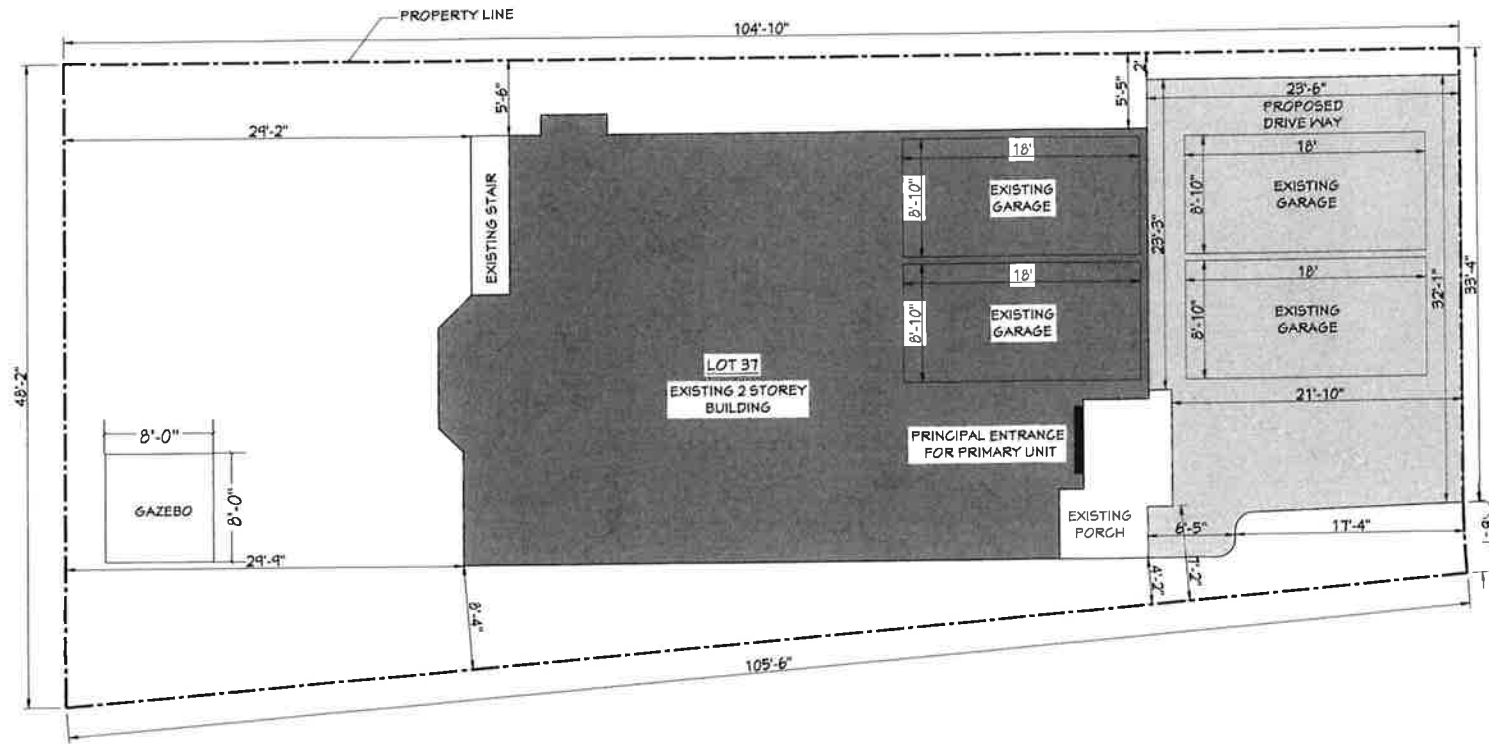 PROPERTY LINE
104'-10"
2'
5'-6"
5'-5"
23'-6"
PROPOSED
DRIVE WAY
29'-2"
18'
18'
EXISTING STAIR
8'-10"
EXISTING
GARAGE
8'-10"
EXISTING
GARAGE
23'-3"
18'
18'
32'-1"
33'-4"
8'-10"
EXISTING
GARAGE
8'-10"
EXISTING
GARAGE
48'-2"
LOT 37
EXISTING 2 STOREY
BUILDING
21'-10"
8'-0"
PRINCIPAL ENTRANCE
FOR PRIMARY UNIT
GAZEBO
8'-0"
EXISTING
PORCH
6'-5"
17'-4"
29'-9"
4'-2"
7'-2"
8'-4"
105'-6"